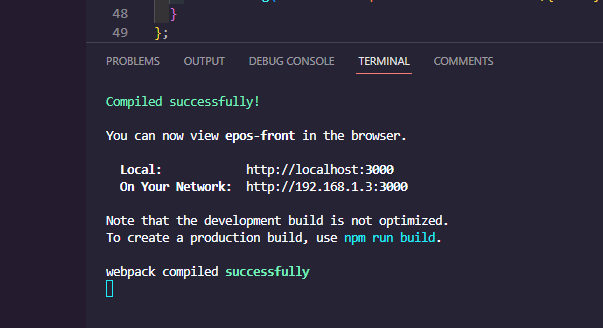 48 }
49 };
PROBLEMS OUTPUT DEBUG CONSOLE TERMINAL COMMENTS
Compiled successfully!
You can now view epos-front in the browser.
Local: http://localhost:3000
On Your Network: http://192.168.1.3:3000
Note that the development build is not optimized.
To create a production build, use npm run build.
webpack compiled successfully